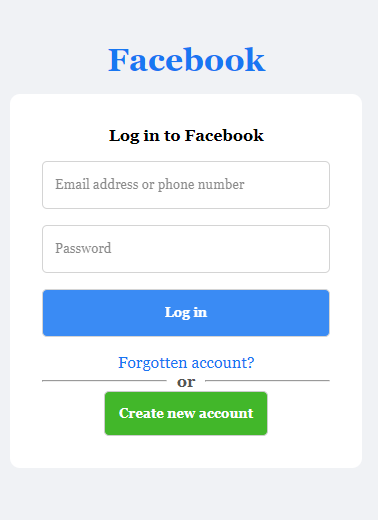 Facebook
Log in to Facebook
Email address or phone number
Password
Log in
Forgotten account?
or
Create new account